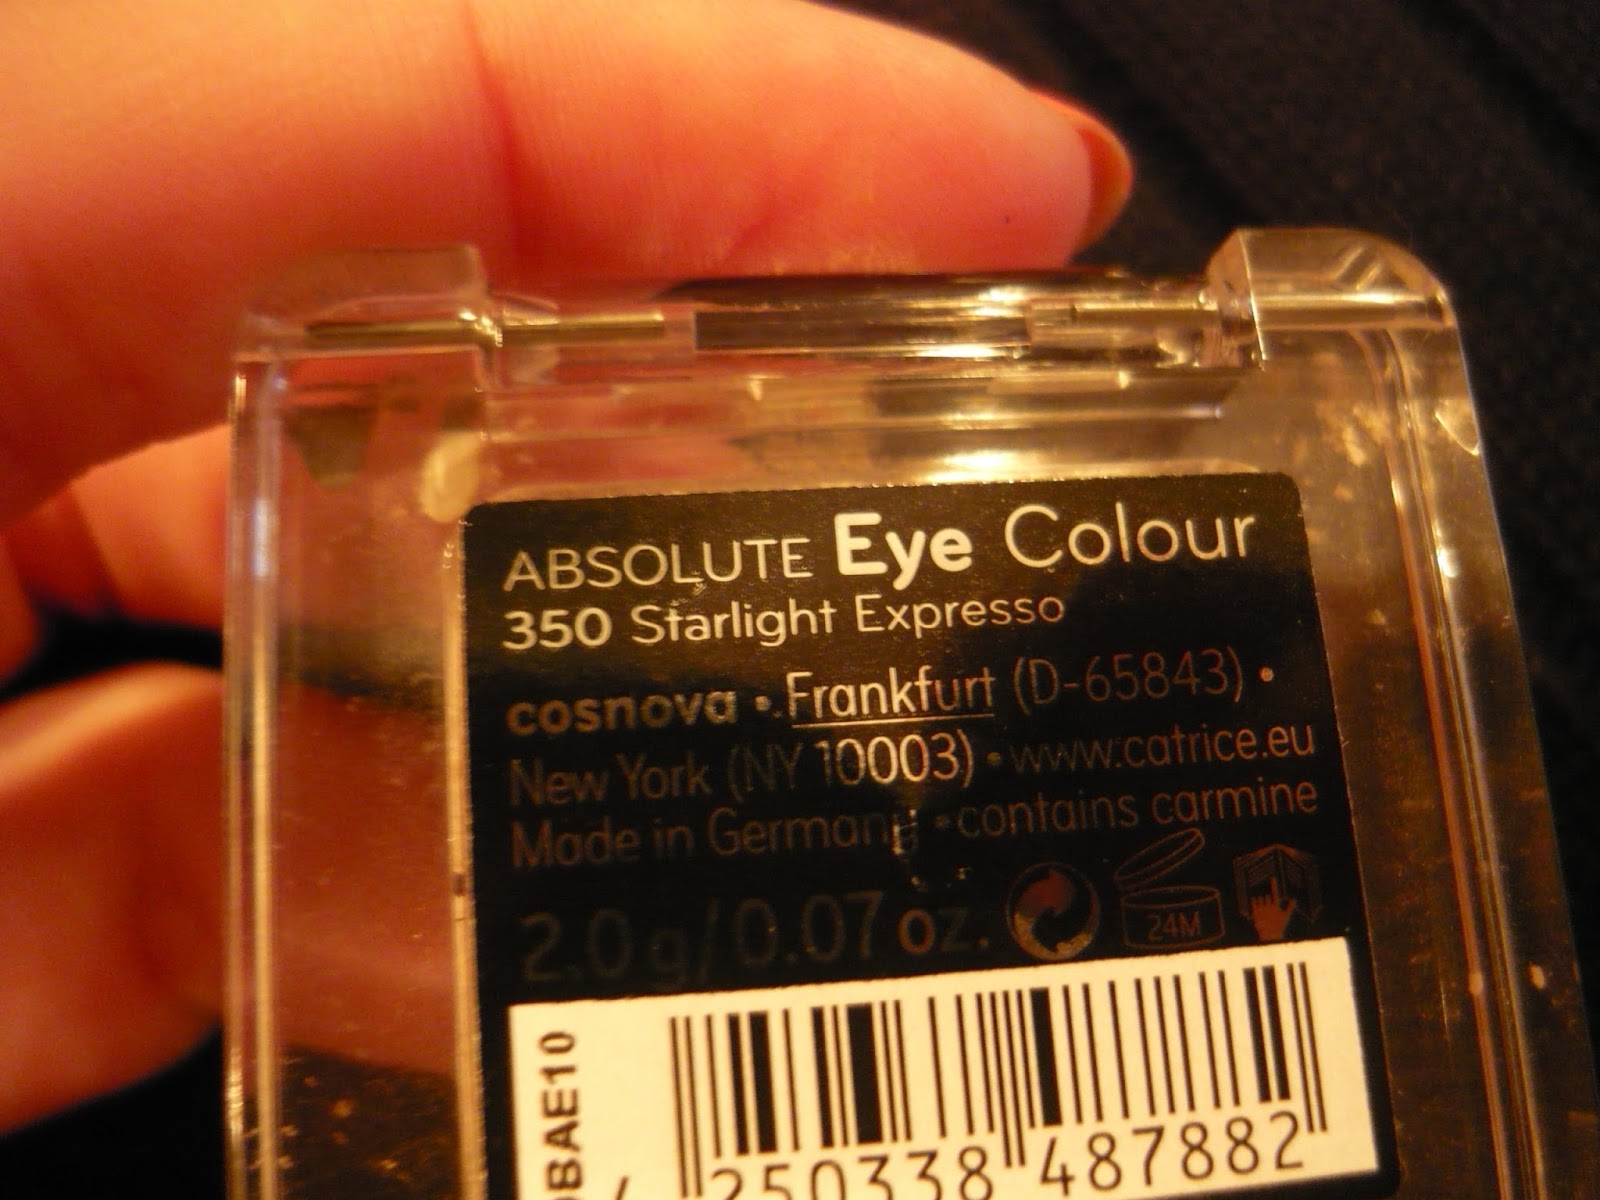 ABSOLUTE Eye Colour
350 Starlight Expresso
cosnova • Frankfurt (D-65843) •
New York (NY 10003) • www.catrice.eu
Made in Germany • contains carmine
2.0 g/0.07 oz.
24M
250338 487882